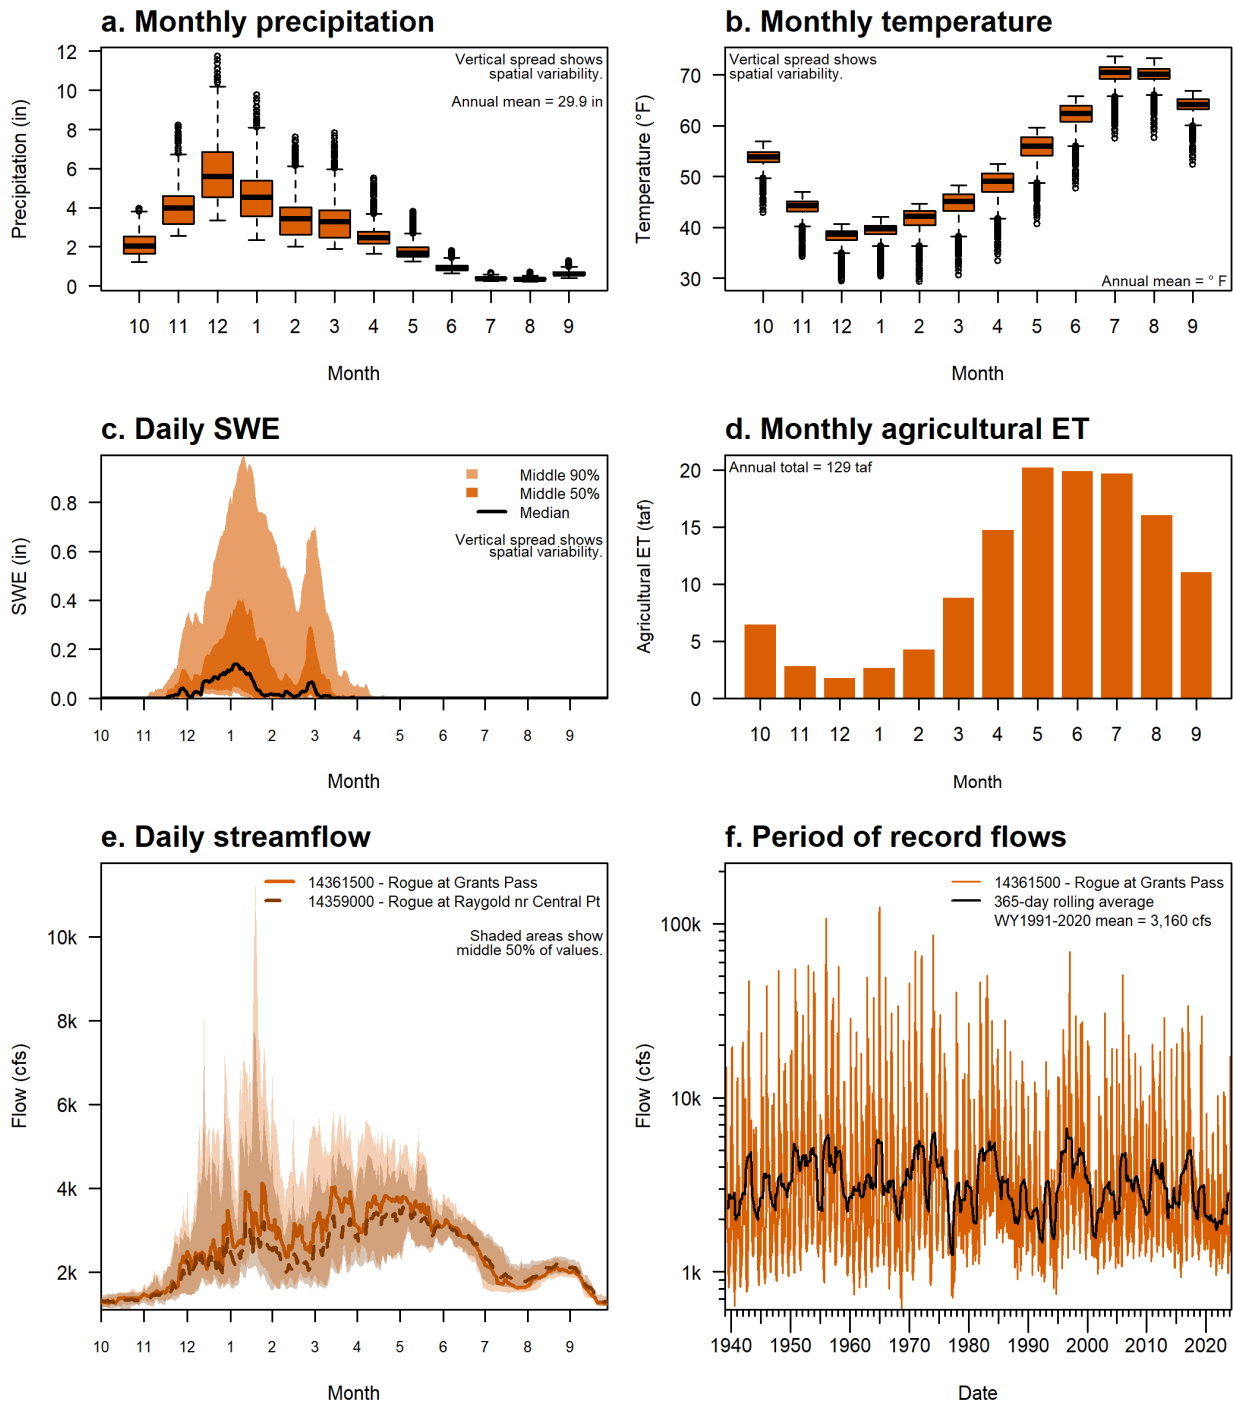 a. Monthly precipitation
Precipitation (in)
12
10
8
6
4
2
0
Vertical spread shows
spatial variability.
Annual mean = 29.9 in
10 11 12 1 2 3 4 5 6 7 8 9
Month
b. Monthly temperature
Temperature (°F)
70
60
50
40
30
Vertical spread shows
spatial variability.
Annual mean = ° F
10 11 12 1 2 3 4 5 6 7 8 9
Month
c. Daily SWE
SWE (in)
0.8
0.6
0.4
0.2
0.0
Middle 90%
Middle 50%
Median
Vertical spread shows
spatial variability.
10 11 12 1 2 3 4 5 6 7 8 9
Month
d. Monthly agricultural ET
Agricultural ET (taf)
20
15
10
5
0
Annual total = 129 taf
10 11 12 1 2 3 4 5 6 7 8 9
Month
e. Daily streamflow
Flow (cfs)
10k
8k
6k
4k
2k
14361500 - Rogue at Grants Pass
14359000 - Rogue at Raygold nr Central Pt
Shaded areas show
middle 50% of values.
10 11 12 1 2 3 4 5 6 7 8 9
Month
f. Period of record flows
Flow (cfs)
100k
10k
1k
14361500 - Rogue at Grants Pass
365-day rolling average
WY1991-2020 mean = 3,160 cfs
1940 1950 1960 1970 1980 1990 2000 2010 2020
Date